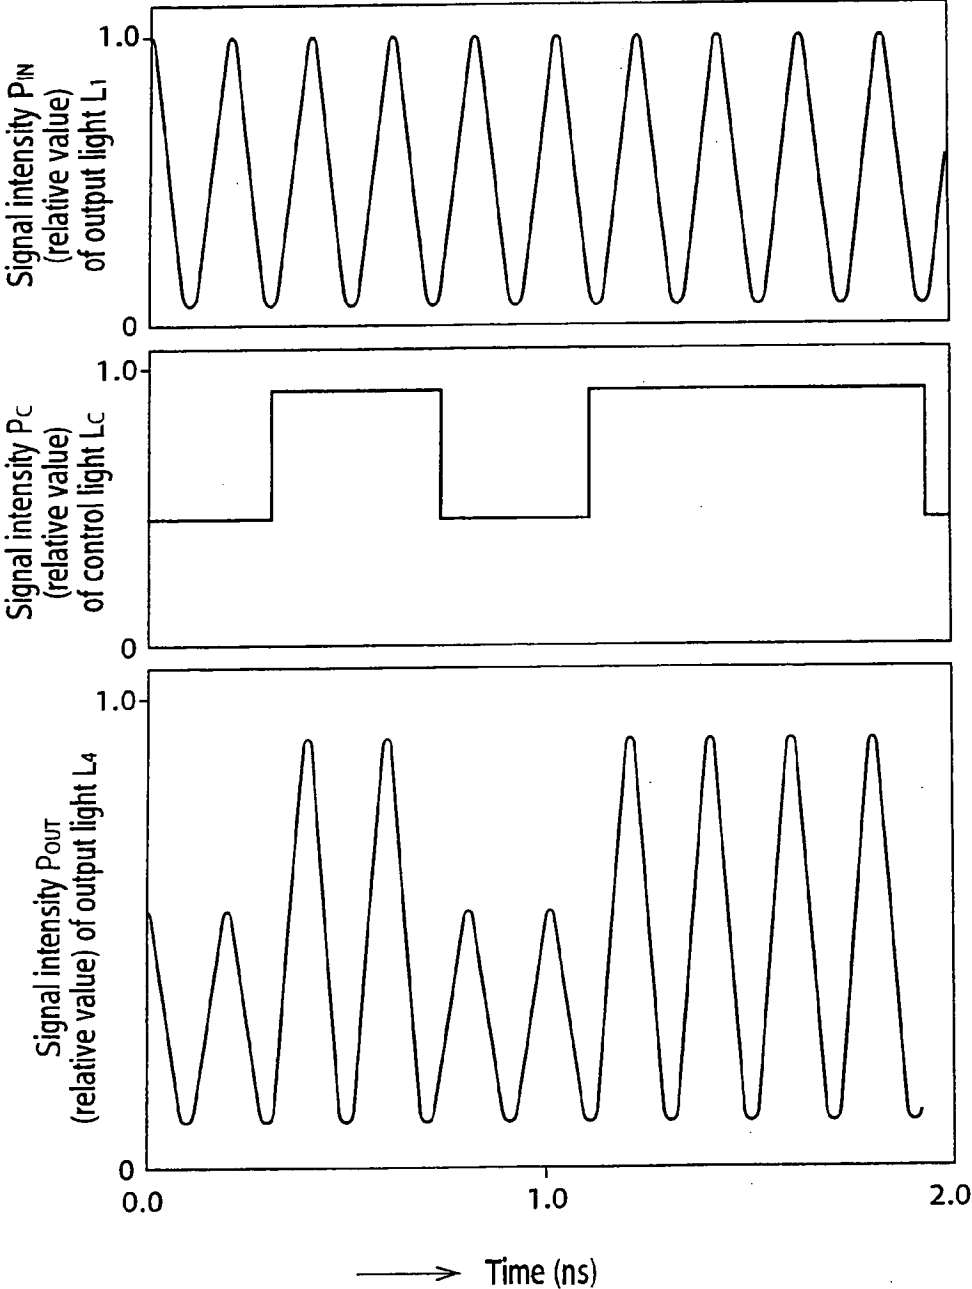 Signal intensity PIN
(relative value)
of output light L1
1.0
0
Signal intensity PC
(relative value)
of control light LC
1.0
0
Signal intensity POUT
(relative value) of output light L4
1.0
0
0.0
1.0
2.0
Time (ns)